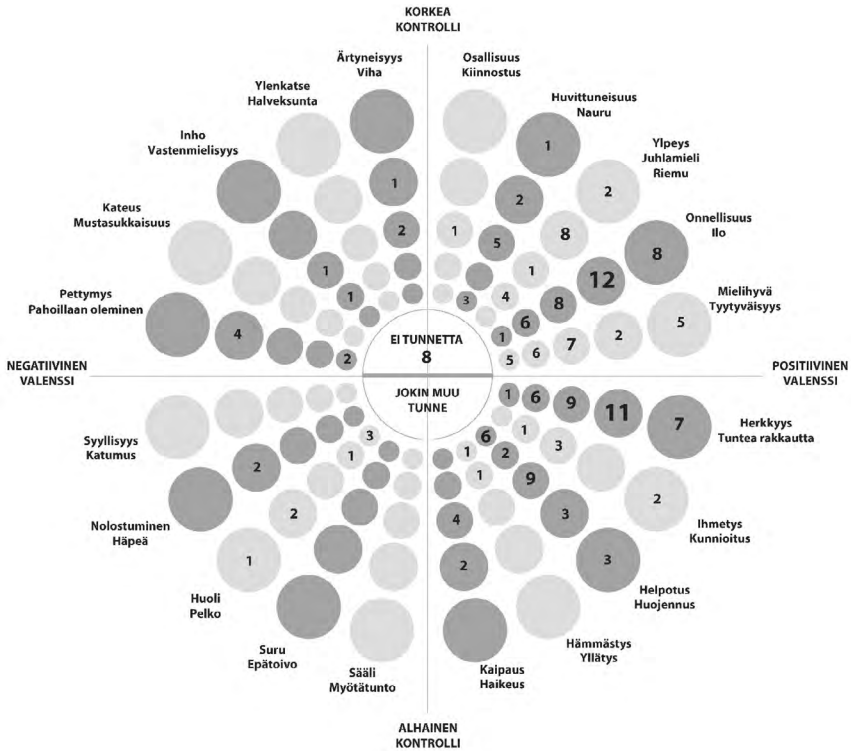 KORKEA
KONTROLLI
Ärtyneisyys
Viha
Osallisuus
Kiinnostus
Ylenkatse
Halveksunta
Huvittuneisuus
Nauru
Inho
Vastenmielisyys
Ylpeys
Juhlamieli
Riemu
Kateus
Mustasukkaisuus
Onnellisuus
Ilo
Pettymys
Pahoillaan oleminen
Mielihyvä
Tyytyväisyys
1
1
2
2
2
1
5
8
8
1
1
12
1
3
4
8
4
2
1
6
5
6
7
2
5
EI TUNNETTA
8
NEGATIIVINEN
VALENSSI
POSITIIVINEN
VALENSSI
JOKIN MUU
TUNNE
1
6
9
11
7
Herkkyys
Tuntea rakkautta
Syyllisyys
Katumus
3
6
1
3
2
1
1
2
2
1
9
2
4
3
1
2
3
Nolostuminen
Häpeä
Ihmetys
Kunnioitus
Huoli
Pelko
Helpotus
Huojennus
Suru
Epätoivo
Hämmästys
Yllätys
Sääli
Myötätunto
Kaipaus
Haikeus
ALHAINEN
KONTROLLI